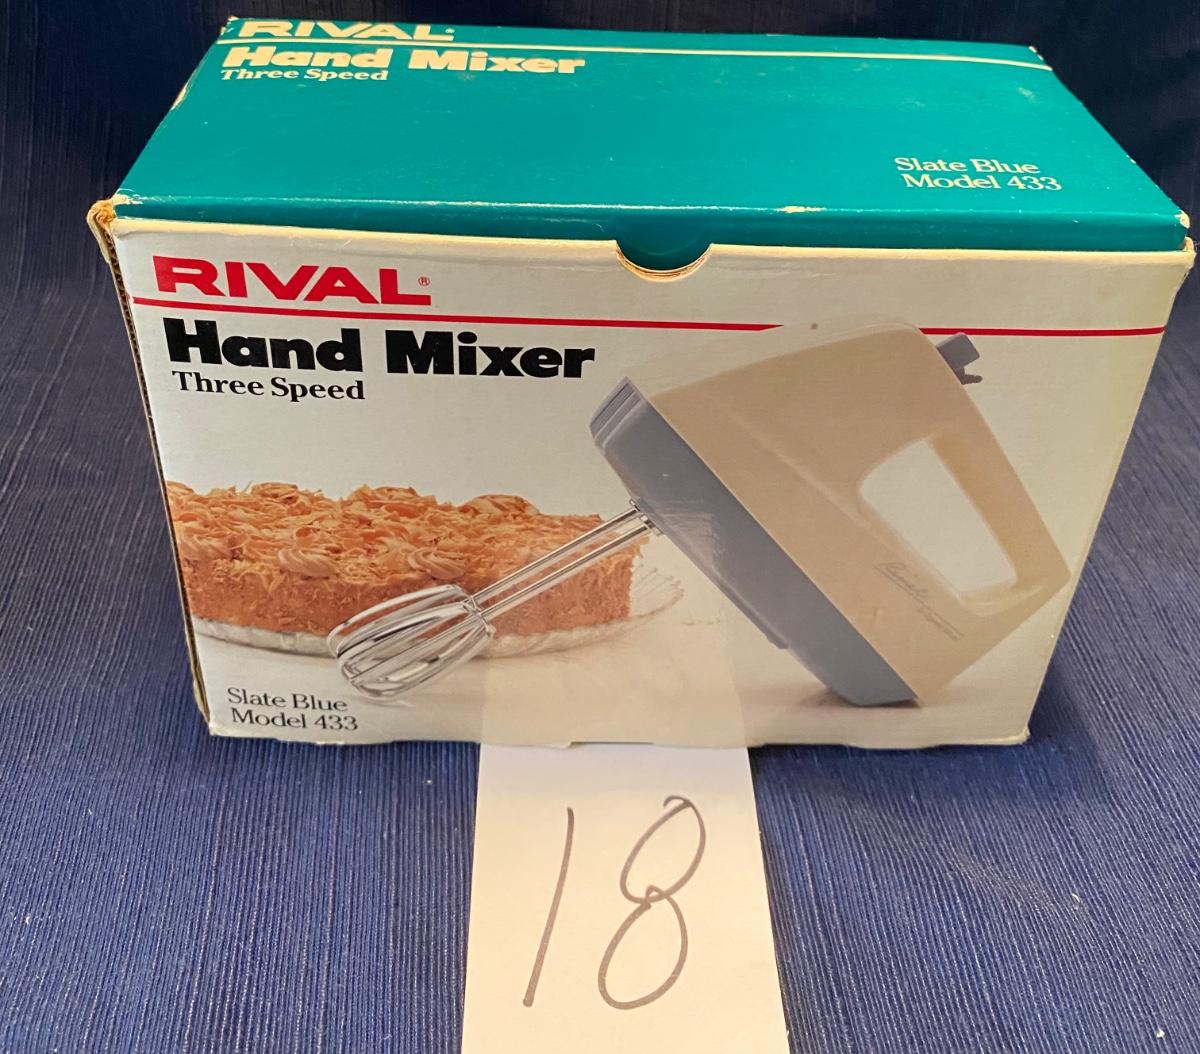 RIVAL®
Hand Mixer
Three Speed
Slate Blue
Model 433
RIVAL®
Hand Mixer
Three Speed
Slate Blue
Model 433
18